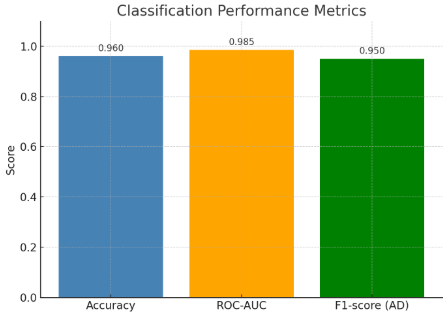 Classification Performance Metrics
1.0
0.8
0.6
0.4
0.2
0.0
Score
0.960
0.985
0.950
Accuracy
ROC-AUC
F1-score (AD)